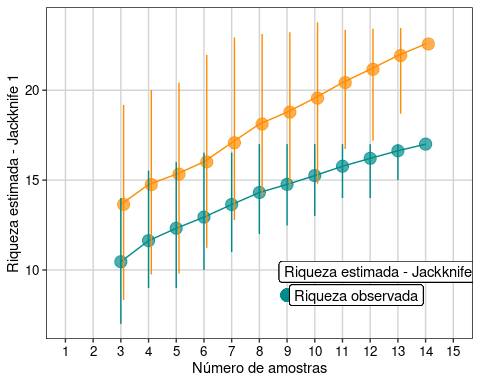 Riqueza estimada - Jackknife 1
20
15
10
Riqueza estimada - Jackknife
Riqueza observada
1 2 3 4 5 6 7 8 9 10 11 12 13 14 15
Número de amostras